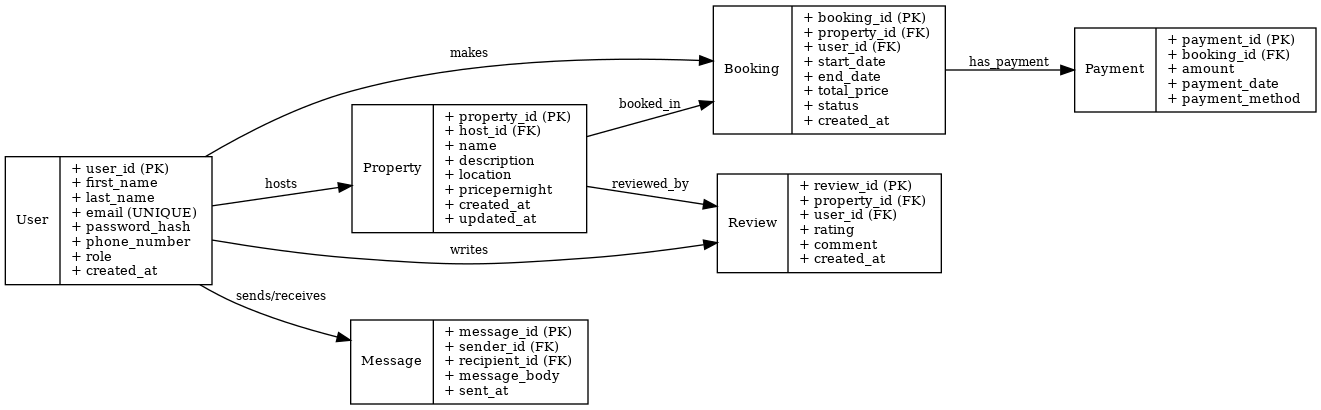 User
+ user_id (PK)
+ first_name
+ last_name
+ email (UNIQUE)
+ password_hash
+ phone_number
+ role
+ created_at
makes
hosts
writes
sends/receives
Property
+ property_id (PK)
+ host_id (FK)
+ name
+ description
+ location
+ pricepernight
+ created_at
+ updated_at
booked_in
reviewed_by
Message
+ message_id (PK)
+ sender_id (FK)
+ recipient_id (FK)
+ message_body
+ sent_at
Booking
+ booking_id (PK)
+ property_id (FK)
+ user_id (FK)
+ start_date
+ end_date
+ total_price
+ status
+ created_at
has_payment
Review
+ review_id (PK)
+ property_id (FK)
+ user_id (FK)
+ rating
+ comment
+ created_at
Payment
+ payment_id (PK)
+ booking_id (FK)
+ amount
+ payment_date
+ payment_method